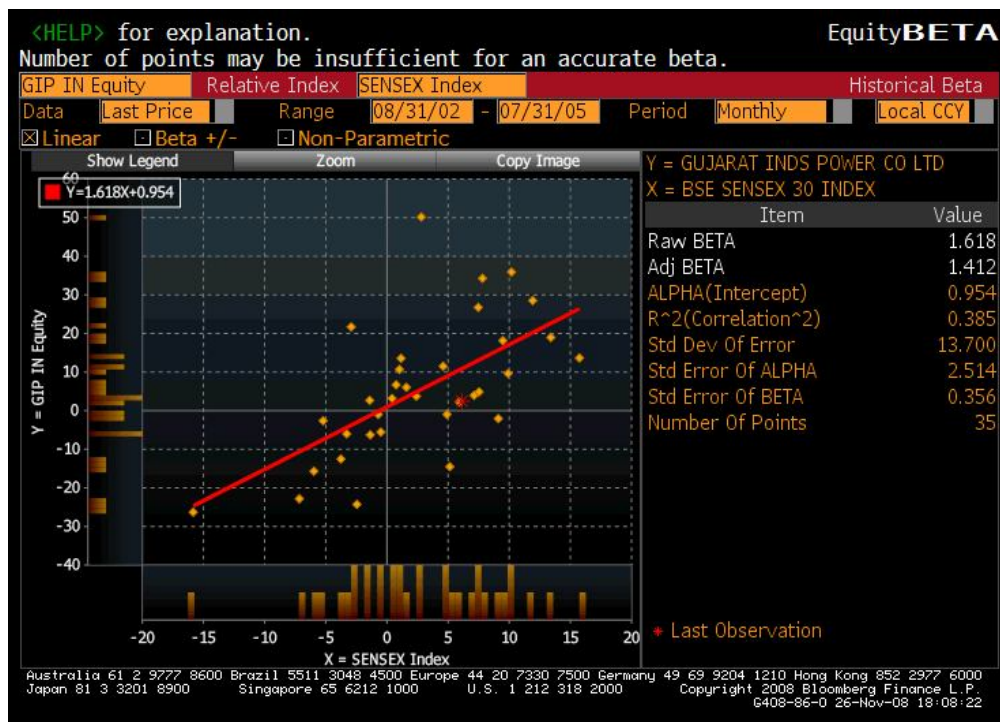 <HELP> for explanation. EquityBETA
Number of points may be insufficient for an accurate beta.
GIP IN Equity Relative Index SENSEX Index Historical Beta
Data Last Price Range 08/31/02 - 07/31/05 Period Monthly Local CCY
Linear Beta +/- Non-Parametric
Show Legend Zoom Copy Image
Y = GUJARAT INDS POWER CO LTD
X = BSE SENSEX 30 INDEX
Item Value
Raw BETA 1.618
Adj BETA 1.412
ALPHA(Intercept) 0.954
R^2(Correlation^2) 0.385
Std Dev Of Error 13.700
Std Error Of ALPHA 2.514
Std Error Of BETA 0.356
Number Of Points 35
* Last Observation
Y=1.618X+0.954
60
50
40
30
20
10
0
-10
-20
-30
-40
Y = GIP IN Equity
-20 -15 -10 -5 0 5 10 15 20
X = SENSEX Index
Australia 61 2 9777 8600 Brazil 5511 3048 4500 Europe 44 20 7330 7500 Germany 49 69 9204 1210 Hong Kong 852 2977 6000
Japan 81 3 3201 8900 Singapore 65 6212 1000 U.S. 1 212 318 2000 Copyright 2008 Bloomberg Finance L.P.
G408-86-0 26-Nov-08 18:08:22